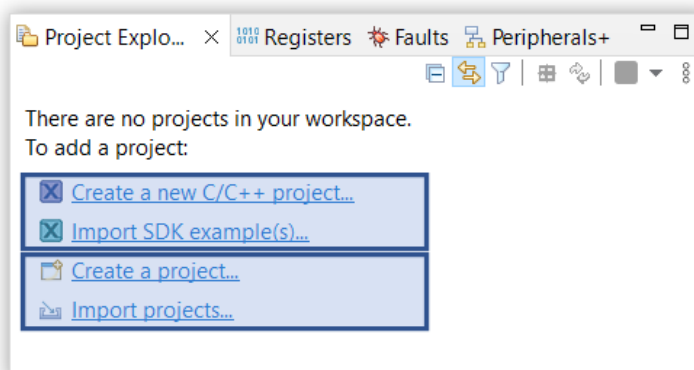 Project Explo... Registers Faults Peripherals+
There are no projects in your workspace.
To add a project:
Create a new C/C++ project...
Import SDK example(s)...
Create a project...
Import projects...